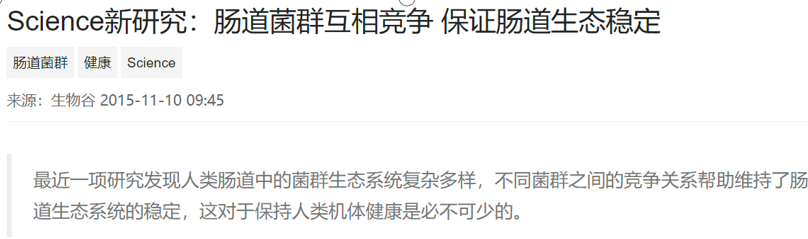 Science新研究：肠道菌群互相竞争 保证肠道生态稳定
肠道菌群 健康 Science
来源：生物谷 2015-11-10 09:45
最近一项研究发现人类肠道中的菌群生态系统复杂多样，不同菌群之间的竞争关系帮助维持了肠
道生态系统的稳定，这对于保持人类机体健康是必不可少的。